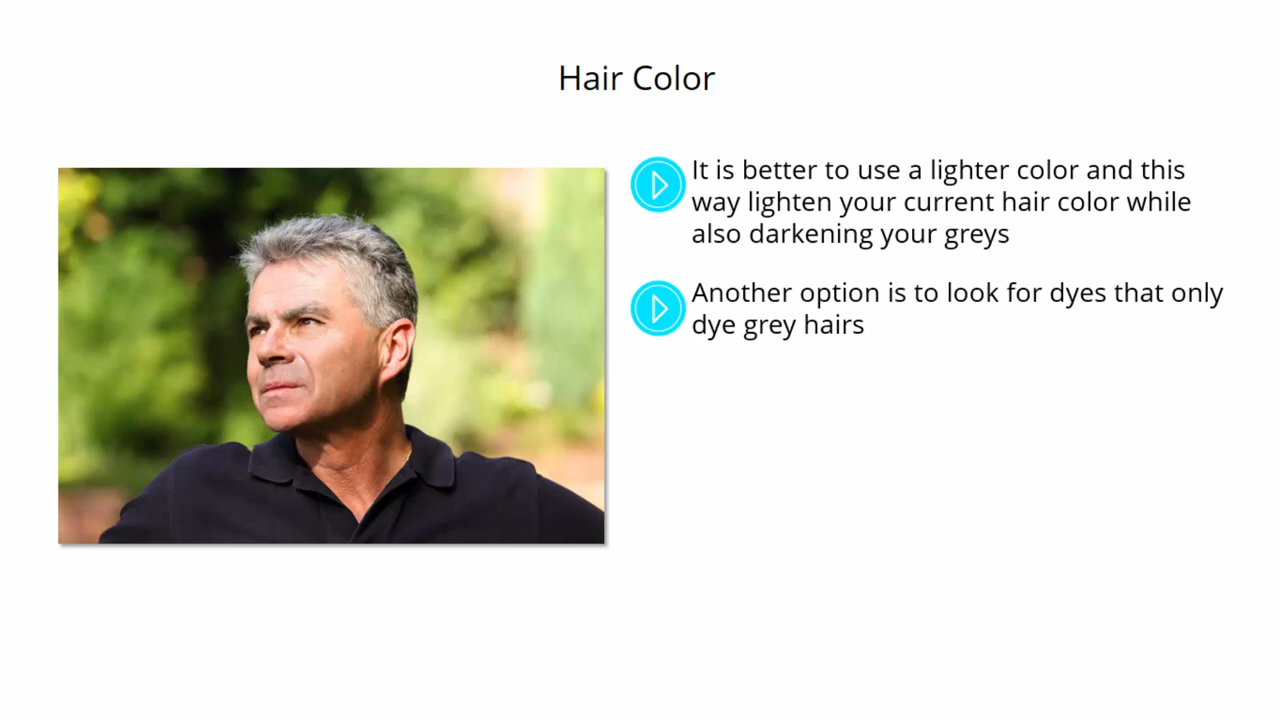 Hair Color
It is better to use a lighter color and this
way lighten your current hair color while
also darkening your greys
Another option is to look for dyes that only
dye grey hairs